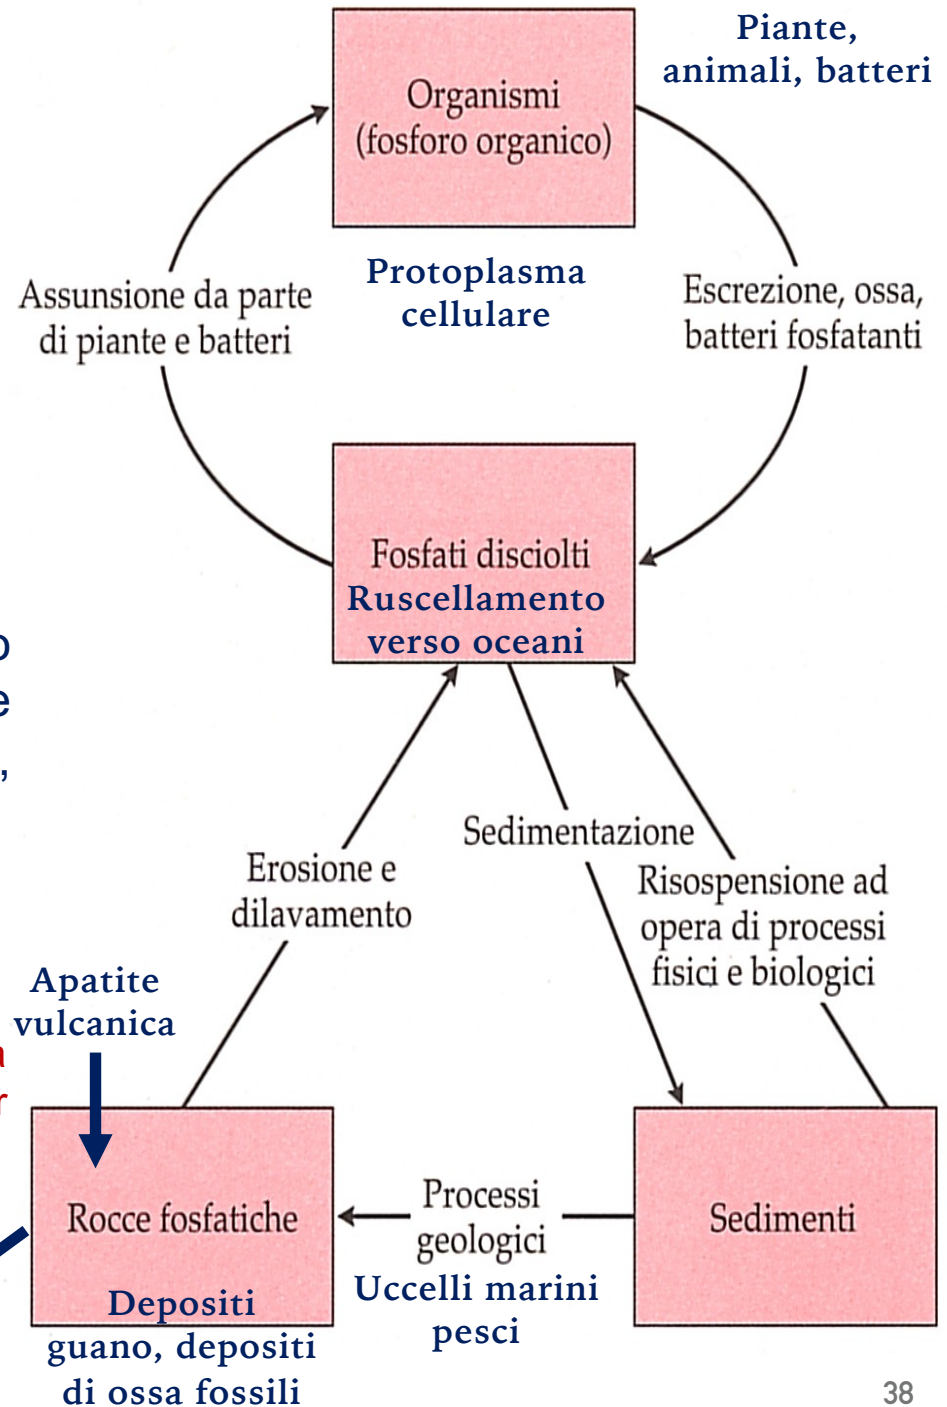 Piante,
animali, batteri
Organismi
(fosforo organico)
Protoplasma
cellulare
Assunsione da parte
di piante e batteri
Escrezione, ossa,
batteri fosfatanti
Fosfati disciolti
Ruscellamento
verso oceani
o
e
,
Erosione e
dilavamento
Sedimentazione
Risospensione ad
opera di processi
fisici e biologici
Apatite
vulcanica
a
r
Rocce fosfatiche
Depositi
guano, depositi
di ossa fossili
Processi
geologici
Uccelli marini
pesci
Sedimenti
38